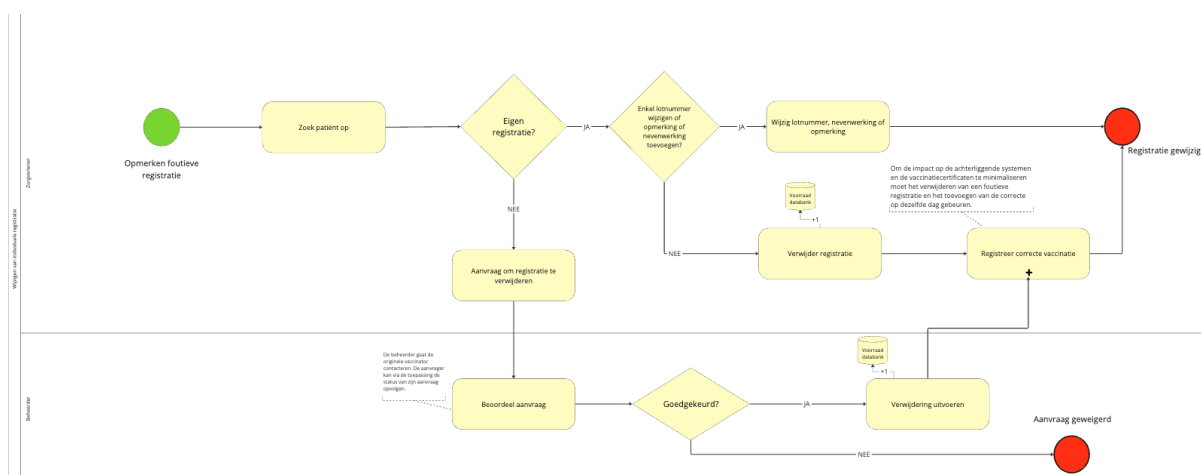 Wijzigen van individuele registratie
Zorgverlener
Opmerken foutieve
registratie
Zoek patiënt op
Eigen
registratie?
JA
Enkel lotnummer
wijzigen of
opmerking of
nevenwerking
toevoegen?
JA
Wijzig lotnummer, nevenwerking of
opmerking
Registratie gewijzig
NEE
Aanvraag om registratie te
verwijderen
NEE
Voorraad
databank
+1
Verwijder registratie
Om de impact op de achterliggende systemen
en de vaccinatiecertificaten te minimaliseren
moet het verwijderen van een foutieve
registratie en het toevoegen van de correcte
op dezelfde dag gebeuren.
Registreer correcte vaccinatie
Beheerder
De beheerder gaat de
originele vaccinator
contacteren. De aanvrager
kan via de toepassing de
status van zijn aanvraag
opvolgen.
Beoordeel aanvraag
Goedgekeurd?
JA
Voorraad
databank
+1
Verwijdering uitvoeren
NEE
Aanvraag geweigerd